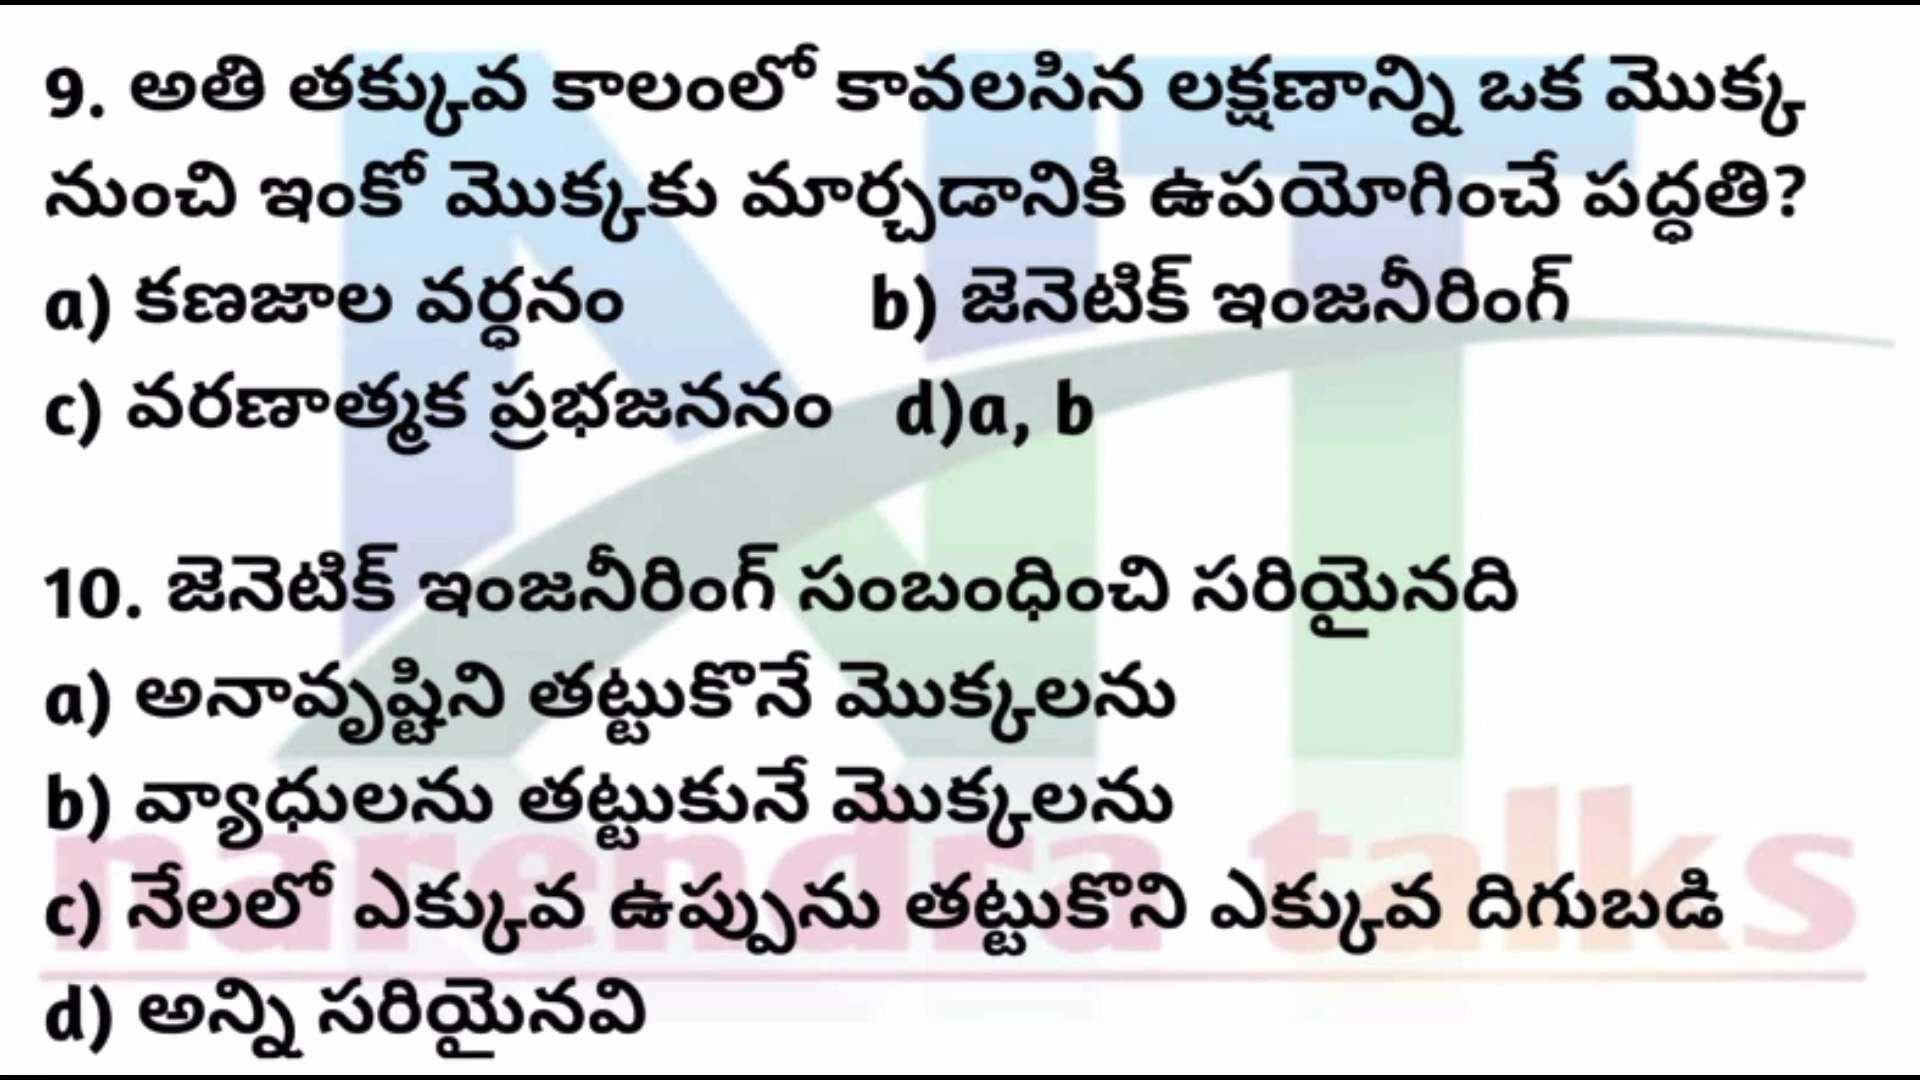 9. అతి తక్కువ కాలంలో కావలసిన లక్షణాన్ని ఒక మొక్క
నుంచి ఇంకో మొక్కకు మార్చడానికి ఉపయోగించే పద్ధతి?
a) కణజాల వర్ధనం b) జెనెటిక్ ఇంజనీరింగ్
c) వరణాత్మక ప్రభజననం d)a, b
10. జెనెటిక్ ఇంజనీరింగ్ సంబంధించి సరియైనది
a) అనావృష్టిని తట్టుకొనే మొక్కలను
b) వ్యాధులను తట్టుకునే మొక్కలను
c) నేలలో ఎక్కువ ఉప్పును తట్టుకొని ఎక్కువ దిగుబడి
d) అన్ని సరియైనవి
narendra talks